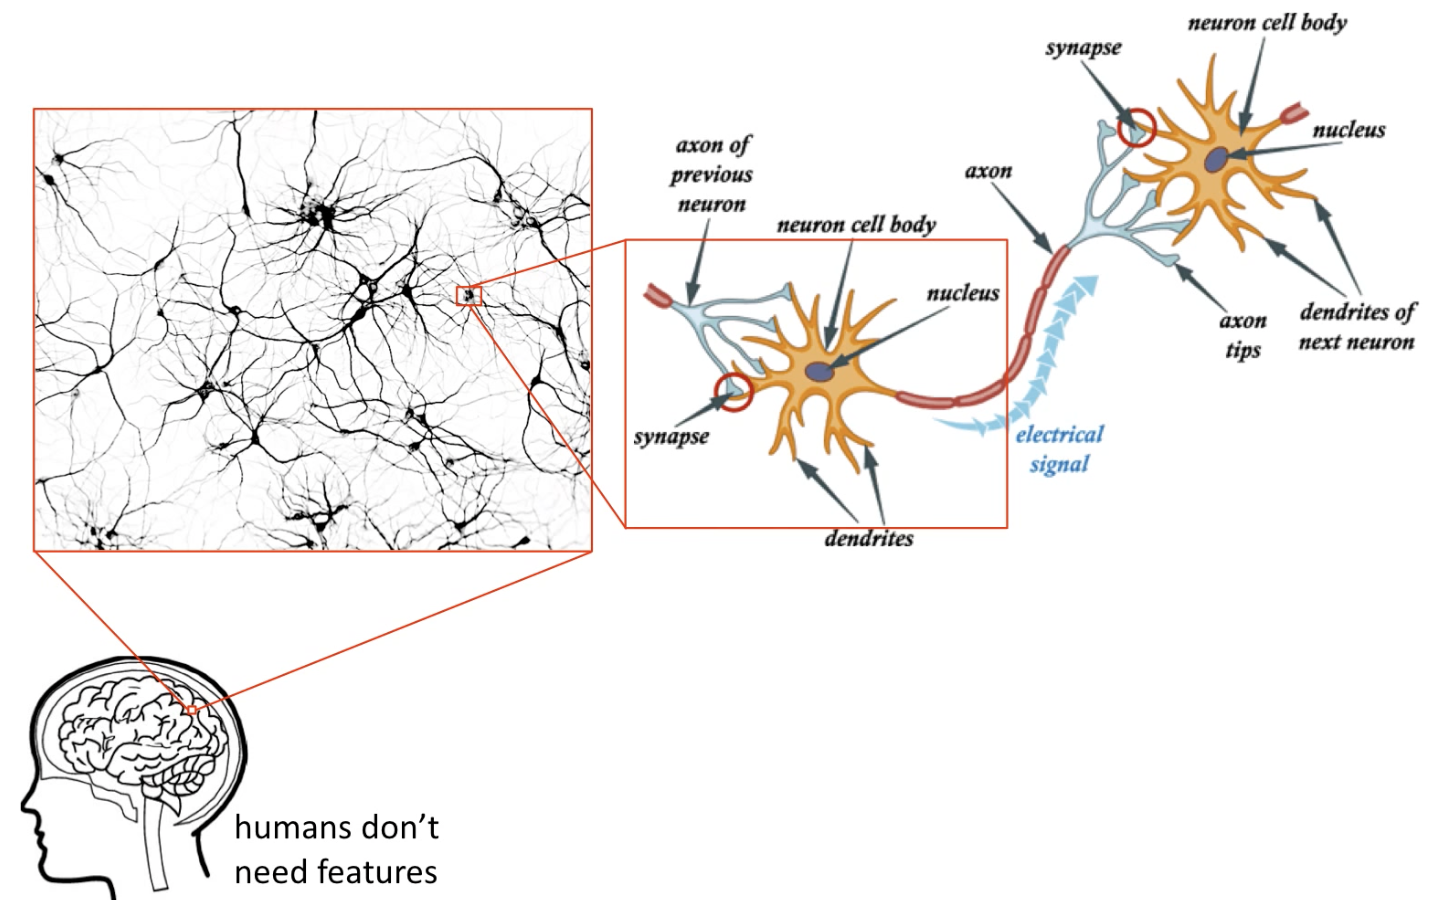 neuron cell body
synapse
nucleus
axon of
previous
neuron
axon
neuron cell body
nucleus
axon
tips
dendrites of
next neuron
synapse
electrical
signal
dendrites
humans don’t
need features